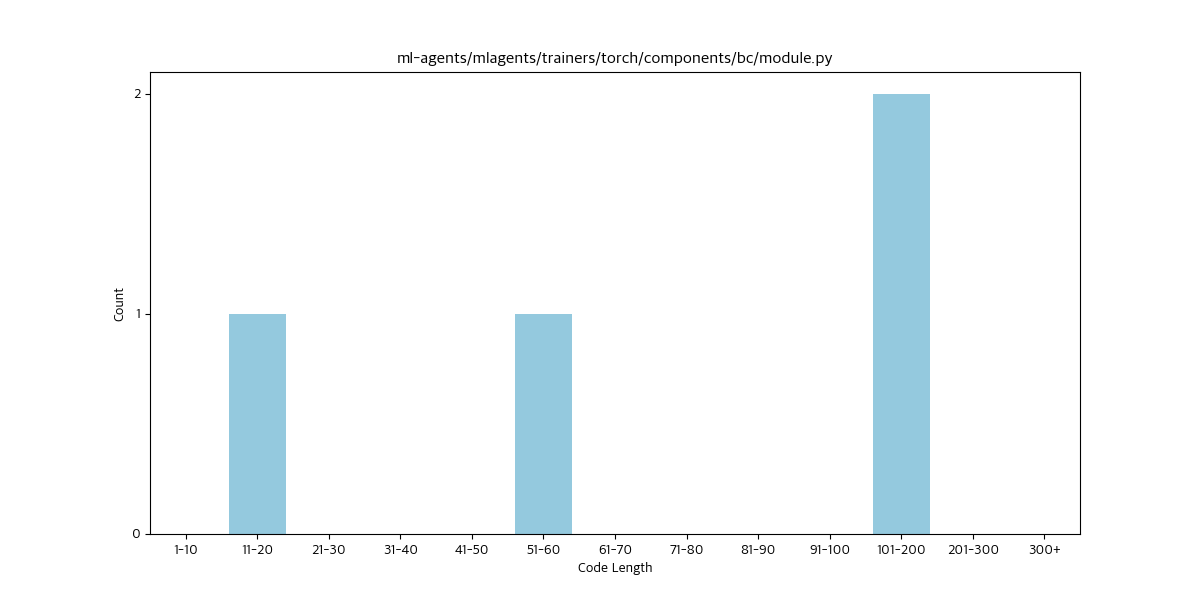 ml-agents/mlagents/trainers/torch/components/bc/module.py
2
1
0
Count
1-10 11-20 21-30 31-40 41-50 51-60 61-70 71-80 81-90 91-100 101-200 201-300 300+
Code Length